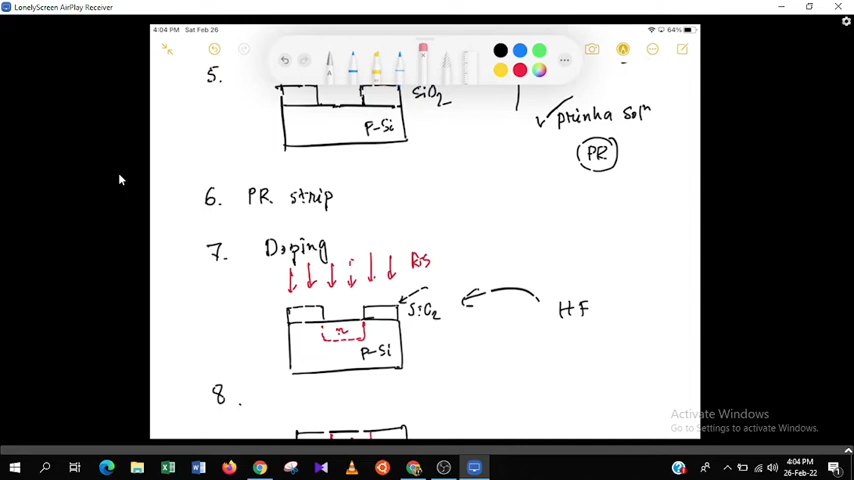 LonelyScreen AirPlay Receiver
4:04 PM Sat Feb 26
64%
A
5.
SiO2
P-Si
pirinha Soln
PR
6. PR strip
7. Doping
SiO2
HF
n
P-Si
8.
Activate Windows
Go to Settings to activate Windows.
4:04 PM
26-Feb-22